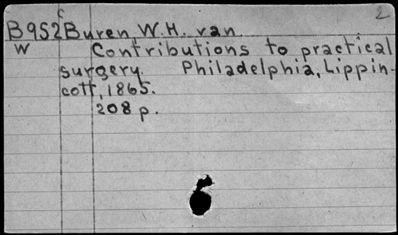 c 2
B952 Buren, W.H. van
W Contributions to practical
surgery. Philadelphia, Lippin-
cott, 1865.
208 p.